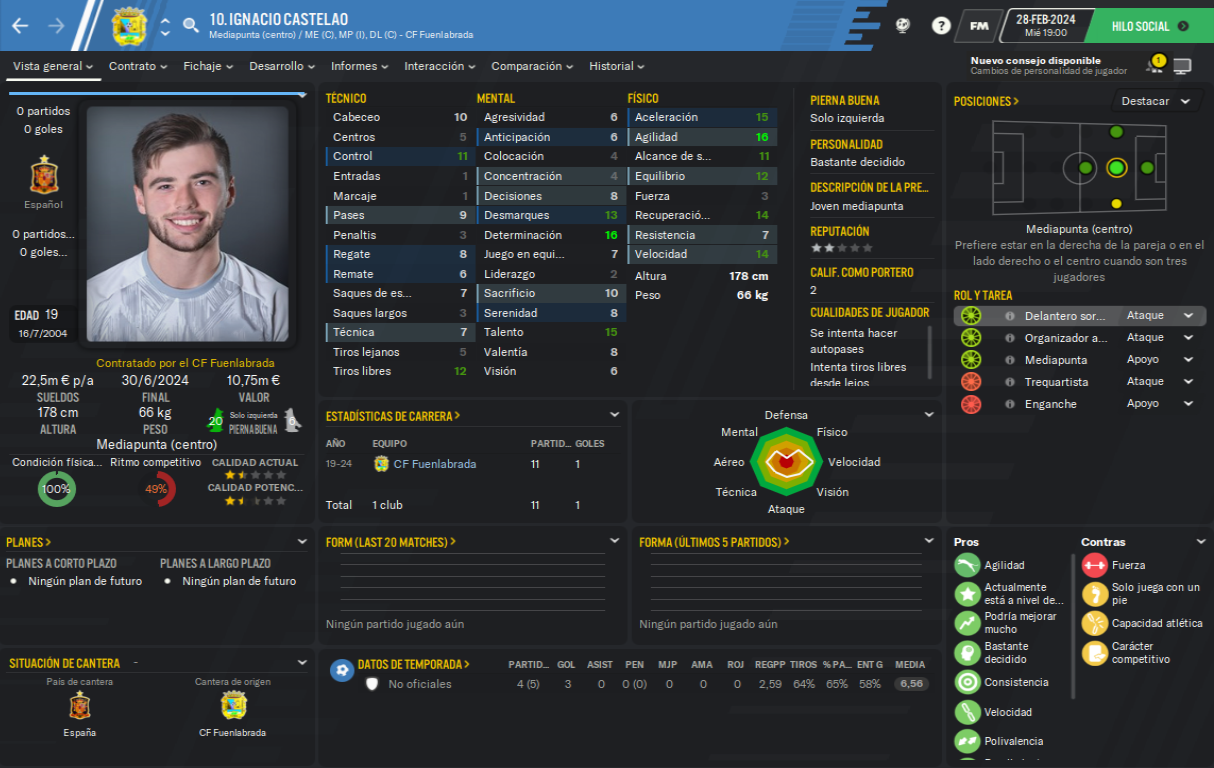 10. IGNACIO CASTELAO
Mediapunta (centro) / ME (C), MP (I), DL (C) - CF Fuenlabrada
?
FM
28-FEB-2024
Mié 19:00
HILO SOCIAL
Vista general
Contrato
Fichaje
Desarrollo
Informes
Interacción
Comparación
Historial
Nuevo consejo disponible
Cambios de personalidad de jugador
1
0 partidos
0 goles
Español
0 partidos...
0 goles...
EDAD 19
16/7/2004
Contratado por el CF Fuenlabrada
22,5m € p/a
SUELDOS
30/6/2024
FINAL
10,75m €
VALOR
178 cm
ALTURA
66 kg
PESO
20
Solo izquierda
PIERNA BUENA
Mediapunta (centro)
Condición física...
100%
Ritmo competitivo
49%
CALIDAD ACTUAL
CALIDAD POTENC...
TÉCNICO
Cabeceo 10
Centros 5
Control 11
Entradas 1
Marcaje 1
Pases 9
Penaltis 3
Regate 8
Remate 6
Saques de es... 7
Saques largos 3
Técnica 7
Tiros lejanos 5
Tiros libres 12
MENTAL
Agresividad 6
Anticipación 6
Colocación 4
Concentración 4
Decisiones 8
Desmarques 13
Determinación 16
Juego en equi... 7
Liderazgo 2
Sacrificio 10
Serenidad 8
Talento 15
Valentía 8
Visión 6
FÍSICO
Aceleración 15
Agilidad 16
Alcance de s... 11
Equilibrio 12
Fuerza 3
Recuperació... 14
Resistencia 7
Velocidad 14
Altura 178 cm
Peso 66 kg
PIERNA BUENA
Solo izquierda
PERSONALIDAD
Bastante decidido
DESCRIPCIÓN DE LA PRE...
Joven mediapunta
REPUTACIÓN
CALIF. COMO PORTERO
2
CUALIDADES DE JUGADOR
Se intenta hacer
autopases
Intenta tiros libres
desde lejos
POSICIONES >
Destacar
Mediapunta (centro)
Prefiere estar en la derecha de la pareja o en el
lado derecho o el centro cuando son tres
jugadores
ROL Y TAREA
Delantero sor... Ataque
Organizador a... Ataque
Mediapunta Apoyo
Trequartista Ataque
Enganche Apoyo
ESTADÍSTICAS DE CARRERA >
AÑO EQUIPO PARTID... GOLES
19-24 CF Fuenlabrada 11 1
Total 1 club 11 1
Defensa
Físico
Velocidad
Visión
Ataque
Técnica
Aéreo
Mental
PLANES >
PLANES A CORTO PLAZO
Ningún plan de futuro
PLANES A LARGO PLAZO
Ningún plan de futuro
FORM (LAST 20 MATCHES) >
Ningún partido jugado aún
FORMA (ÚLTIMOS 5 PARTIDOS) >
Ningún partido jugado aún
Pros
Agilidad
Actualmente
está a nivel de...
Podría mejorar
mucho
Bastante
decidido
Consistencia
Velocidad
Polivalencia
Contras
Fuerza
Solo juega con un
pie
Capacidad atlética
Carácter
competitivo
SITUACIÓN DE CANTERA -
País de cantera
España
Cantera de origen
CF Fuenlabrada
DATOS DE TEMPORADA >
PARTID... GOL ASIST PEN MJP AMA ROJ REGPP TIROS % PA... ENT G MEDIA
No oficiales 4 (5) 3 0 0 (0) 0 0 0 2,59 64% 65% 58% 6,56